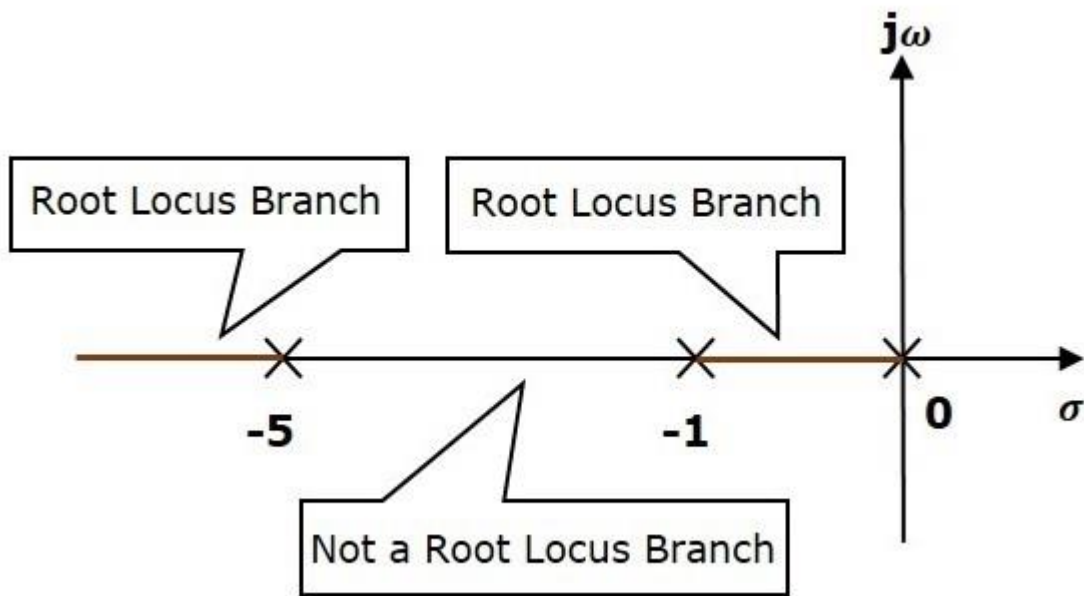 jω
Root Locus Branch
Root Locus Branch
-5
-1
0
σ
Not a Root Locus Branch